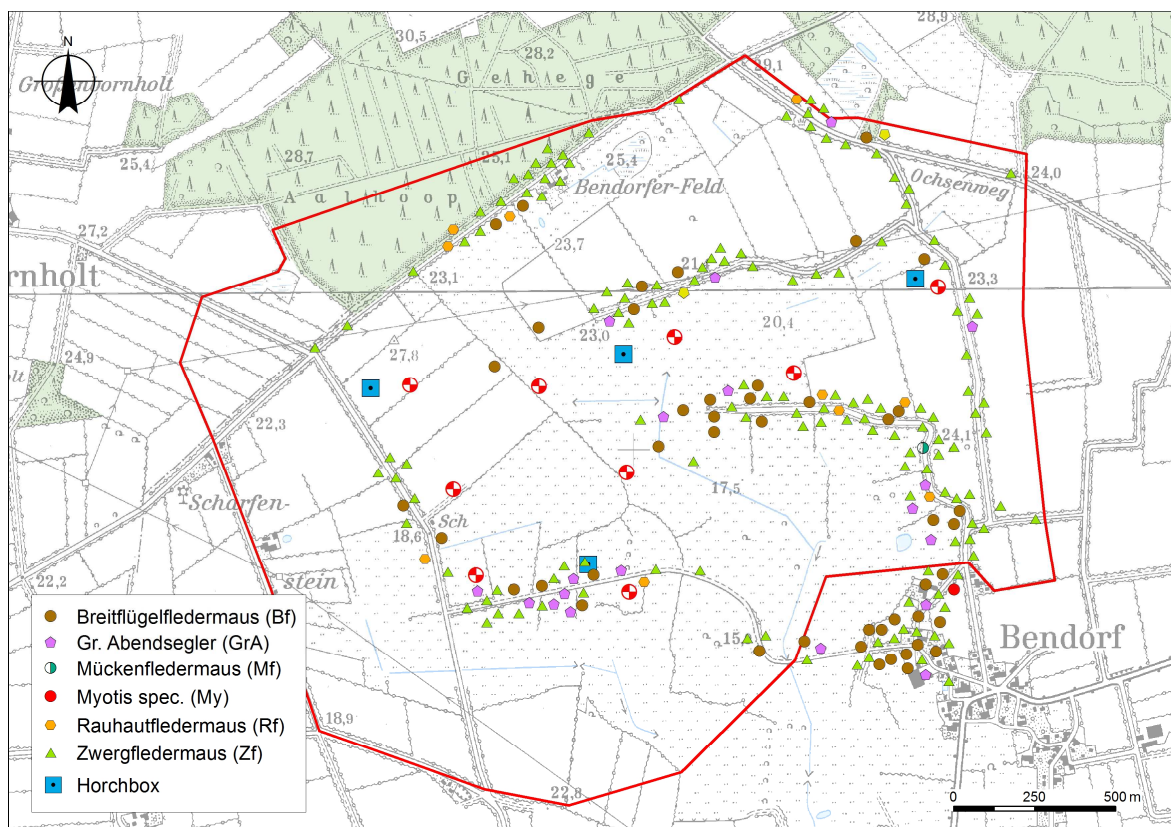 N
30,5
28,2
28,9
Großenbornholt
G e h e g e
29,1
25,4
28,7
23,1
25,4
A a l h o o p
Bendorfer-Feld
Ochsenweg
24,0
27,2
23,7
rnholt
23,1
21,
23,3
23,0
20,4
24,9
27,8
22,3
24,1
17,5
Scharfen-
Sch
18,6
22,2
stein
15,
Bendorf
18,9
22,8
Breitflügelfledermaus (Bf)
Gr. Abendsegler (GrA)
Mückenfledermaus (Mf)
Myotis spec. (My)
Rauhautfledermaus (Rf)
Zwergfledermaus (Zf)
Horchbox
0 250 500 m